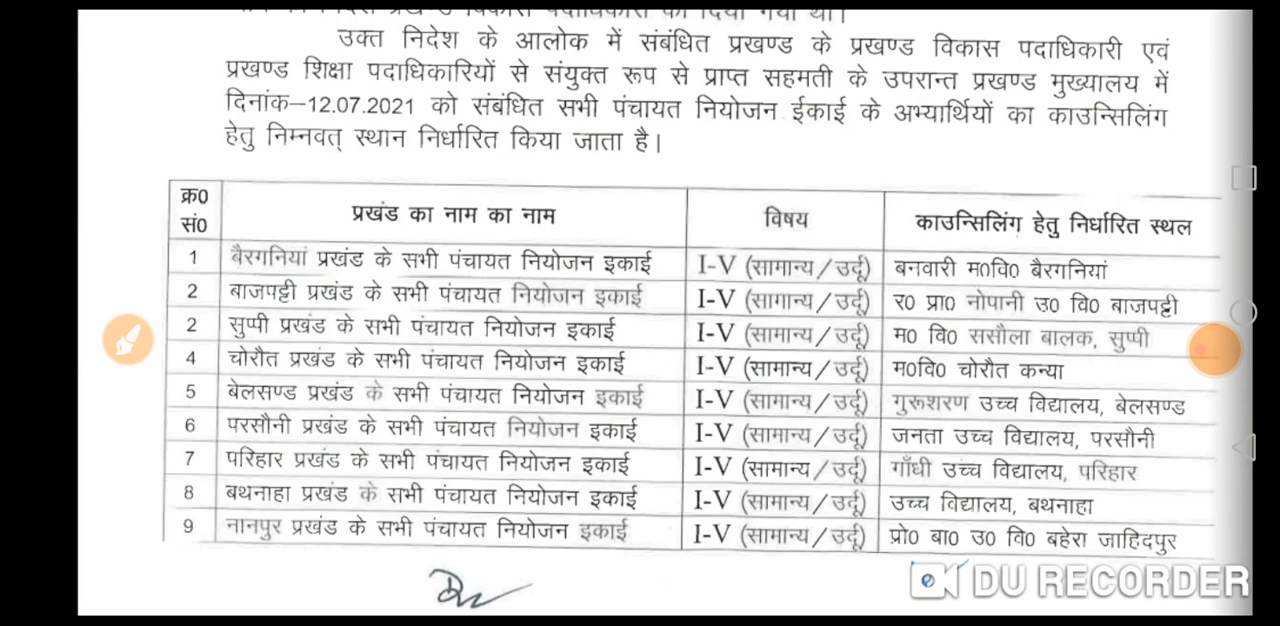 उक्त निदेश के आलोक में संबंधित प्रखण्ड के प्रखण्ड विकास पदाधिकारी एवं
प्रखण्ड शिक्षा पदाधिकारियों से संयुक्त रूप से प्राप्त सहमती के उपरान्त प्रखण्ड मुख्यालय में
दिनांक–12.07.2021 को संबंधित सभी पंचायत नियोजन ईकाई के अभ्यार्थियों का काउन्सिलिंग
हेतु निम्नवत् स्थान निर्धारित किया जाता है।
क्र0 सं0 प्रखंड का नाम का नाम विषय काउन्सिलिंग हेतु निर्धारित स्थल
1 बैरगनियां प्रखंड के सभी पंचायत नियोजन इकाई I-V (सामान्य/उर्दू) बनवारी म0वि0 बैरगनियां
2 बाजपट्टी प्रखंड के सभी पंचायत नियोजन इकाई I-V (सामान्य/उर्दू) र0 प्रा0 नोपानी उ0 वि0 बाजपट्टी
2 सुप्पी प्रखंड के सभी पंचायत नियोजन इकाई I-V (सामान्य/उर्दू) म0 वि0 ससौला बालक, सुप्पी
4 चोरौत प्रखंड के सभी पंचायत नियोजन इकाई I-V (सामान्य/उर्दू) म0वि0 चोरौत कन्या
5 बेलसण्ड प्रखंड के सभी पंचायत नियोजन इकाई I-V (सामान्य/उर्दू) गुरूशरण उच्च विद्यालय, बेलसण्ड
6 परसौनी प्रखंड के सभी पंचायत नियोजन इकाई I-V (सामान्य/उर्दू) जनता उच्च विद्यालय, परसौनी
7 परिहार प्रखंड के सभी पंचायत नियोजन इकाई I-V (सामान्य/उर्दू) गाँधी उच्च विद्यालय, परिहार
8 बथनाहा प्रखंड के सभी पंचायत नियोजन इकाई I-V (सामान्य/उर्दू) उच्च विद्यालय, बथनाहा
9 नानपुर प्रखंड के सभी पंचायत नियोजन इकाई I-V (सामान्य/उर्दू) प्रो0 बा0 उ0 वि0 बहेरा जाहिदपुर
DU RECORDER